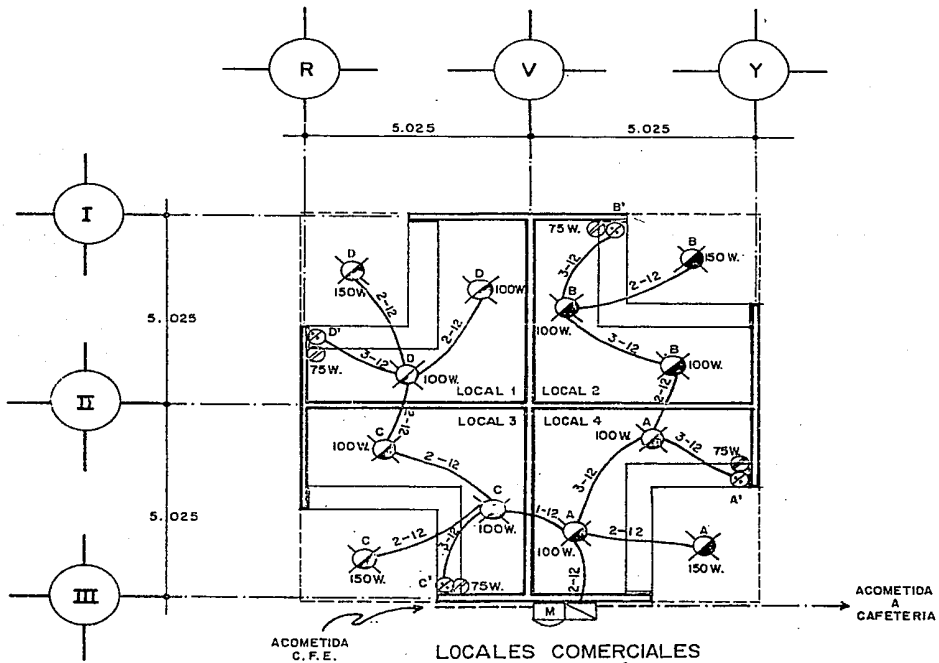 R
V
Y
5.025
5.025
I
B'
D
75 W.
B
150 W.
3-12
2-12
D
150W.
100W.
B
5.025
2-12
2-12
100W.
D'
3-12
3-12
B
75W.
D
100W.
100W.
LOCAL 1
LOCAL 2
2-12
II
2-12
LOCAL 3
LOCAL 4
C
A
100W.
100W.
3-12
75W.
2-12
3-12
A'
C
5.025
1-12
A
100W.
2-12
3-12
100W.
2-12
A
C
150W.
150W.
2-12
C'
75W.
III
M
ACOMETIDA
A
CAFETERIA
ACOMETIDA
C.F.E.
LOCALES COMERCIALES